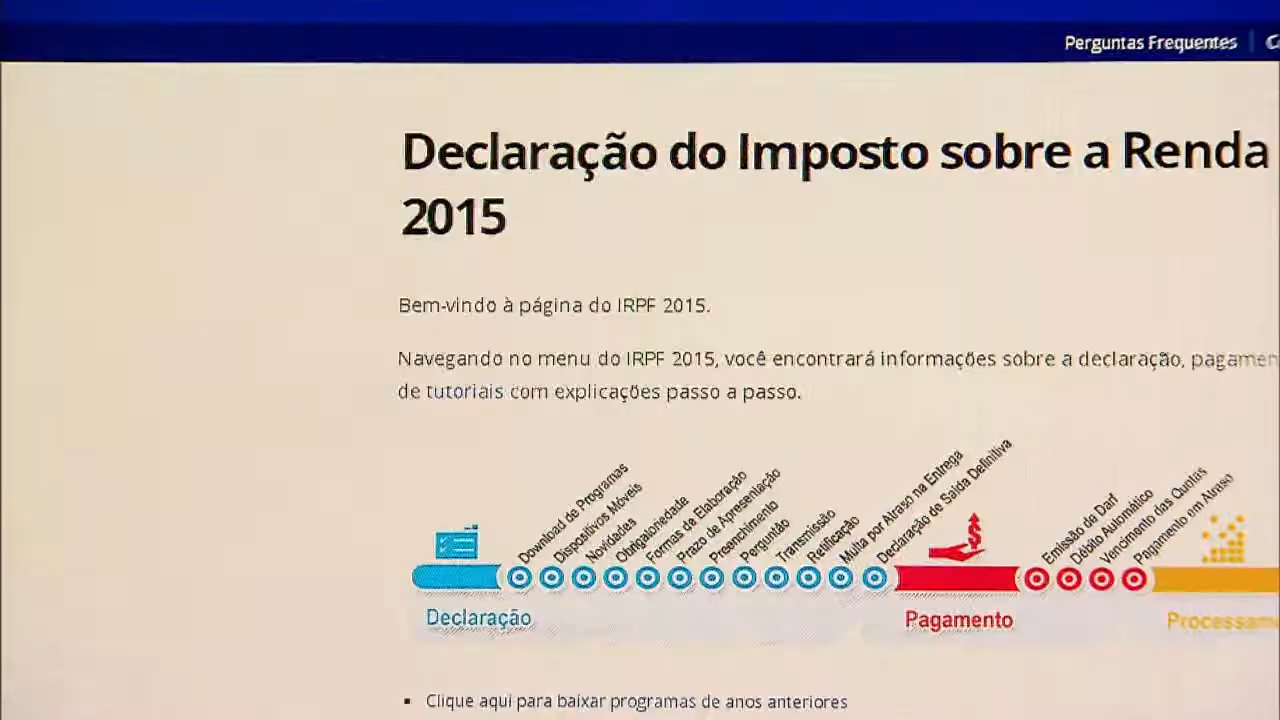 Perguntas Frequentes
Declaração do Imposto sobre a Renda
2015
Bem-vindo à página do IRPF 2015.
Navegando no menu do IRPF 2015, você encontrará informações sobre a declaração,
de tutoriais com explicações passo a passo.
Download de Programas
Dispositivos Móveis
Novidades
Obrigatoriedade
Formas de Elaboração
Prazo de Apresentação
Preenchimento
Perguntão
Transmissão
Retificação
Multa por Atraso na Entrega
Declaração de Saída Definitiva
Emissão de Darf
Débito Automático
Vencimento das Quotas
Pagamento em Atraso
Declaração
Pagamento
Clique aqui para baixar programas de anos anteriores